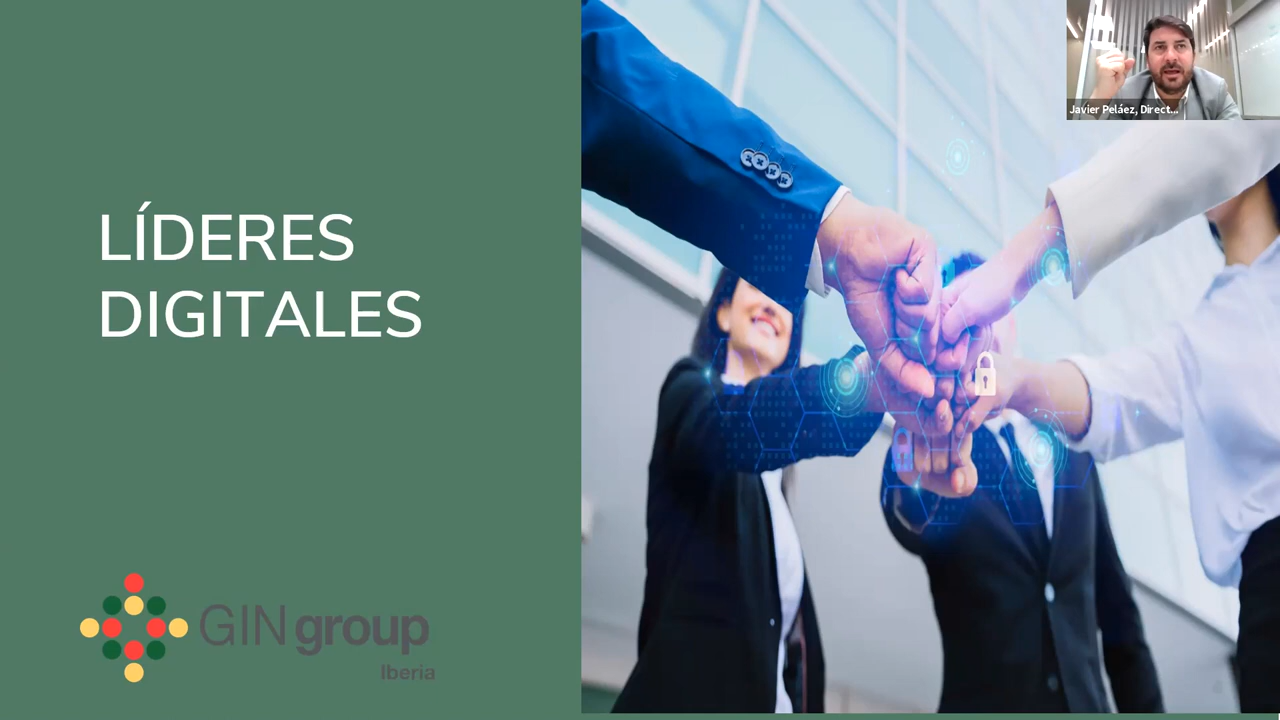 LÍDERES
DIGITALES
GIN group
Iberia
Javier Peláez, Direct...